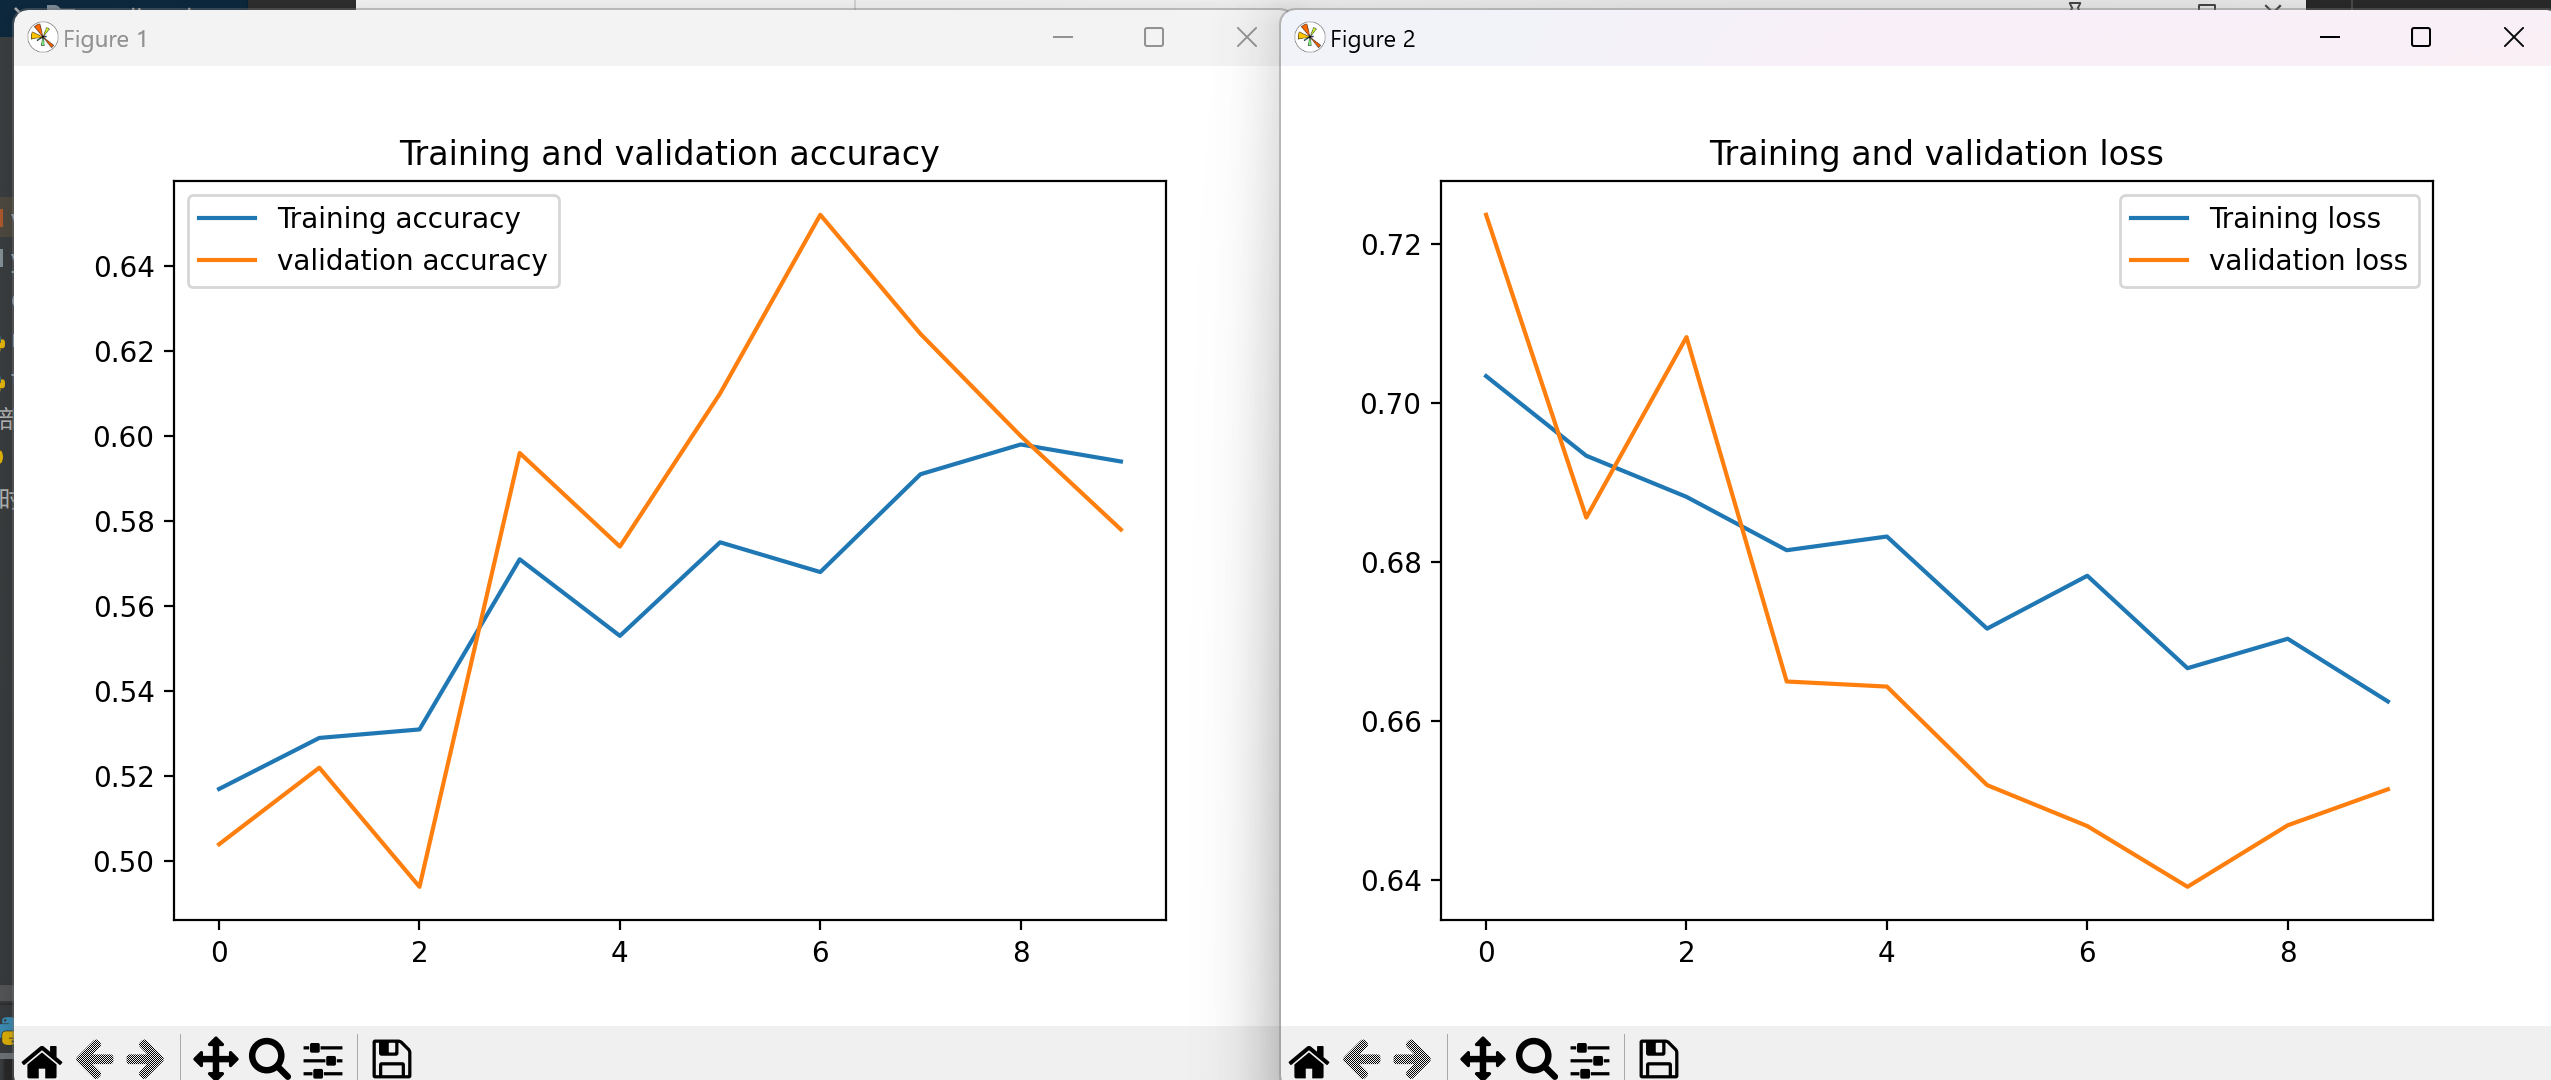 Figure 1
Training and validation accuracy
Training accuracy
validation accuracy
0.64
0.62
0.60
0.58
0.56
0.54
0.52
0.50
0 2 4 6 8
Figure 2
Training and validation loss
Training loss
validation loss
0.72
0.70
0.68
0.66
0.64
0 2 4 6 8